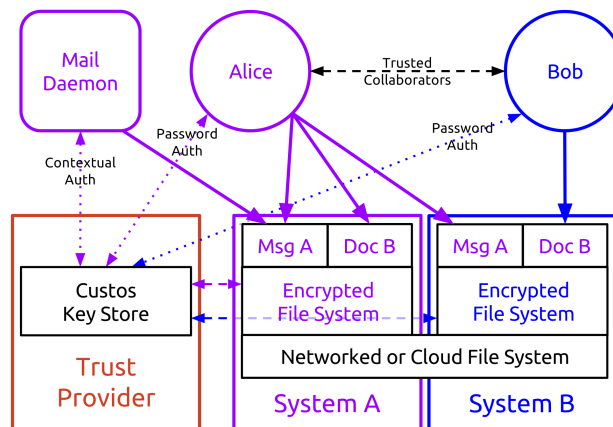 Mail
Daemon
Alice
Trusted
Collaborators
Bob
Contextual
Auth
Password
Auth
Password
Auth
Msg A
Doc B
Msg A
Doc B
Custos
Key Store
Encrypted
File System
Encrypted
File System
Networked or Cloud File System
Trust
Provider
System A
System B